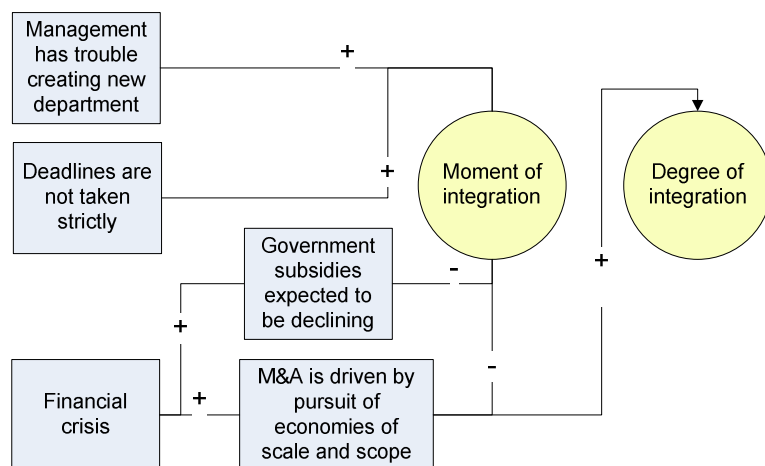 Management
has trouble
creating new
department
+
Deadlines are
not taken
strictly
+
Moment of
integration
Degree of
integration
Government
subsidies
expected to
be declining
-
+
+
Financial
crisis
+
M&A is driven by
pursuit of
economies of
scale and scope
-